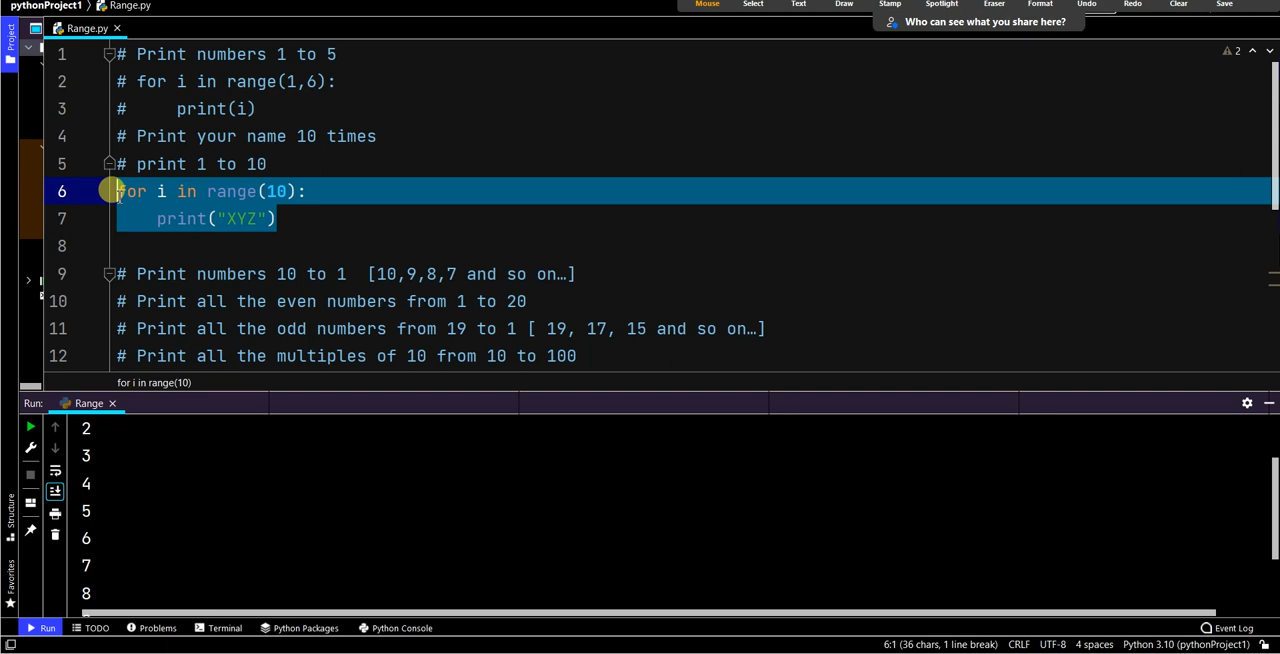 pythonProject1 Range.py
Mouse Select Text Draw Stamp Spotlight Eraser Format Undo Redo Clear Save
Who can see what you share here?
Project
Range.py
1 # Print numbers 1 to 5
2 # for i in range(1,6):
3 #     print(i)
4 # Print your name 10 times
5 # print 1 to 10
6 for i in range(10):
7     print("XYZ")
8
9 # Print numbers 10 to 1  [10,9,8,7 and so on…]
10 # Print all the even numbers from 1 to 20
11 # Print all the odd numbers from 19 to 1 [ 19, 17, 15 and so on…]
12 # Print all the multiples of 10 from 10 to 100
2
for i in range(10)
Run: Range
2
3
4
5
6
7
8
Structure
Favorites
Run TODO Problems Terminal Python Packages Python Console Event Log
6:1 (36 chars, 1 line break) CRLF UTF-8 4 spaces Python 3.10 (pythonProject1)